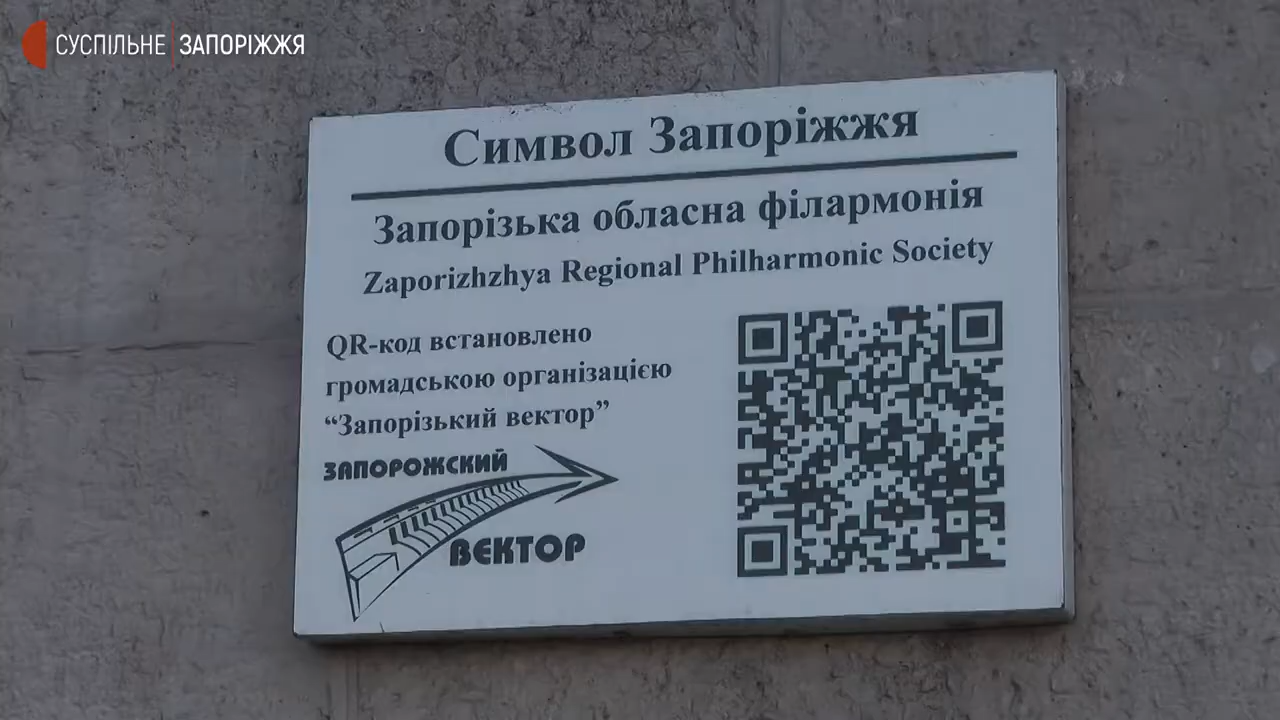 СУСПІЛЬНЕ ЗАПОРІЖЖЯ
Символ Запоріжжя
Запорізька обласна філармонія
Zaporizhzhya Regional Philharmonic Society
QR-код встановлено
громадською організацією
“Запорізький вектор”
ЗАПОРОЖСКИЙ
ВЕКТОР